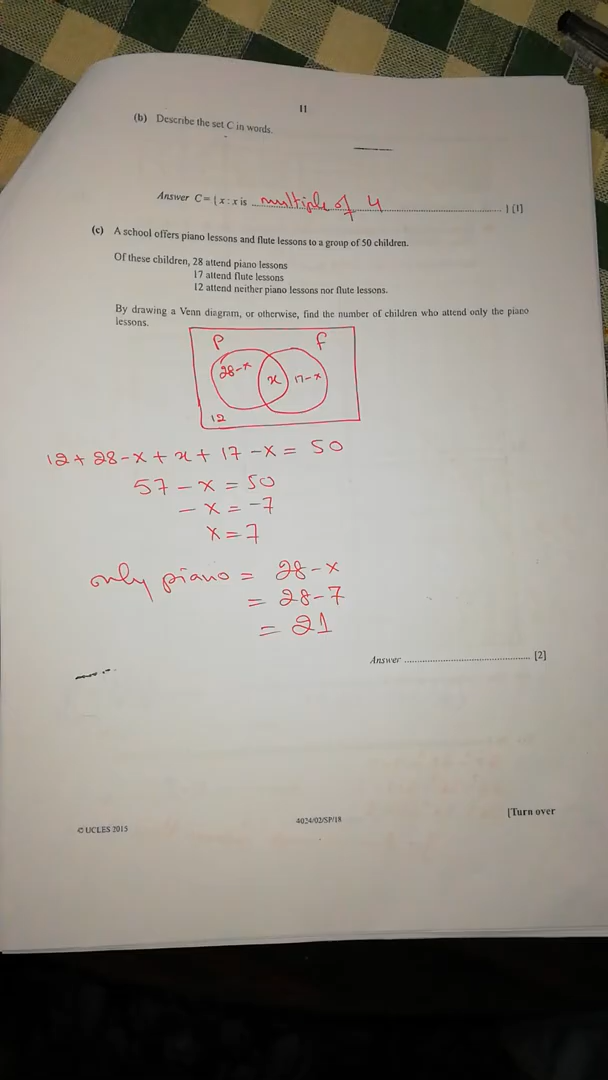 11
(b) Describe the set C in words.
Answer C = { x : x is multiple of 4 } [1]
(c) A school offers piano lessons and flute lessons to a group of 50 children.
Of these children, 28 attend piano lessons
17 attend flute lessons
12 attend neither piano lessons nor flute lessons.
By drawing a Venn diagram, or otherwise, find the number of children who attend only the piano
lessons.
P F
28-x x 17-x
12
12 + 28 - x + x + 17 - x = 50
57 - x = 50
- x = -7
x = 7
only piano = 28 - x
= 28 - 7
= 21
Answer [2]
© UCLES 2015
4024/02/SP/18
[Turn over